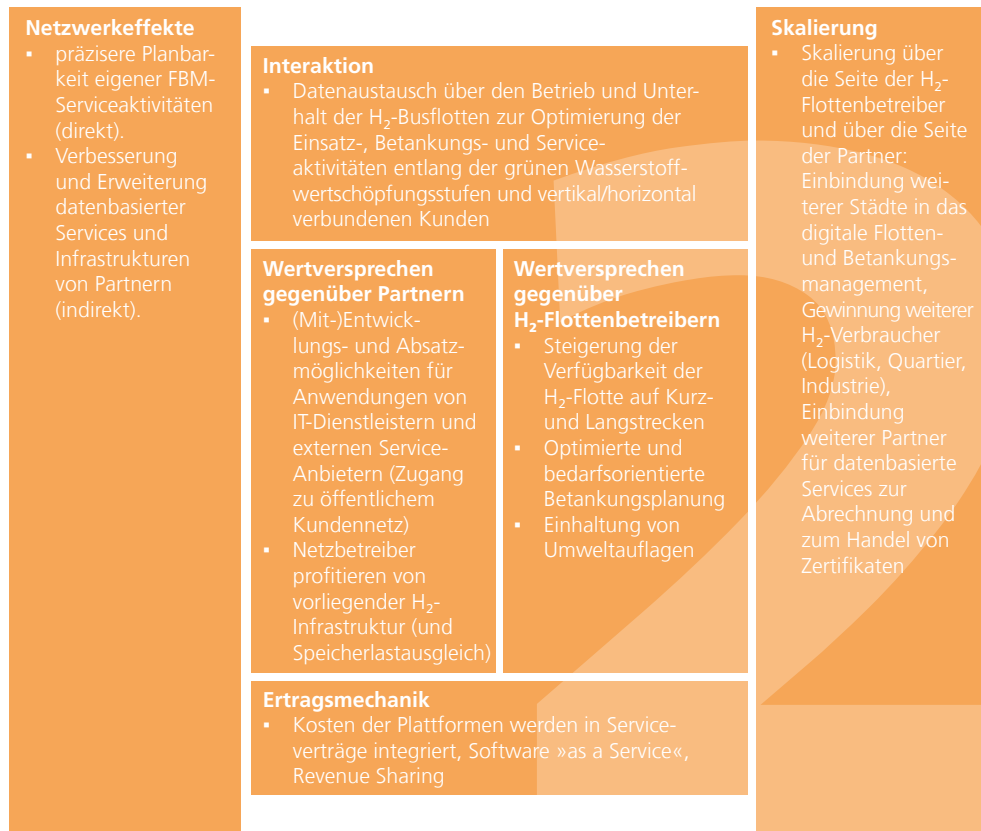 Netzwerkeffekte
▪ präzisere Planbar-
keit eigener FBM-
Serviceaktivitäten
(direkt).
▪ Verbesserung
und Erweiterung
datenbasierter
Services und
Infrastrukturen
von Partnern
(indirekt).
Interaktion
▪ Datenaustausch über den Betrieb und Unter-
halt der H₂-Busflotten zur Optimierung der
Einsatz-, Betankungs- und Service-
aktivitäten entlang der grünen Wasserstoff-
wertschöpfungsstufen und vertikal/horizontal
verbundenen Kunden
Wertversprechen
gegenüber Partnern
▪ (Mit-)Entwick-
lungs- und Absatz-
möglichkeiten für
Anwendungen von
IT-Dienstleistern und
externen Service-
Anbietern (Zugang
zu öffentlichem
Kundennetz)
▪ Netzbetreiber
profitieren von
vorliegender H₂-
Infrastruktur (und
Speicherlastausgleich)
Wertversprechen
gegenüber
H₂-Flottenbetreibern
▪ Steigerung der
Verfügbarkeit der
H₂-Flotte auf Kurz-
und Langstrecken
▪ Optimierte und
bedarfsorientierte
Betankungsplanung
▪ Einhaltung von
Umweltauflagen
Ertragsmechanik
▪ Kosten der Plattformen werden in Service-
verträge integriert, Software »as a Service«,
Revenue Sharing
Skalierung
▪ Skalierung über
die Seite der H₂-
Flottenbetreiber
und über die Seite
der Partner:
Einbindung wei-
terer Städte in das
digitale Flotten-
und Betankungs-
management,
Gewinnung weiterer
H₂-Verbraucher
(Logistik, Quartier,
Industrie),
Einbindung
weiterer Partner
für datenbasierte
Services zur
Abrechnung und
zum Handel von
Zertifikaten
2